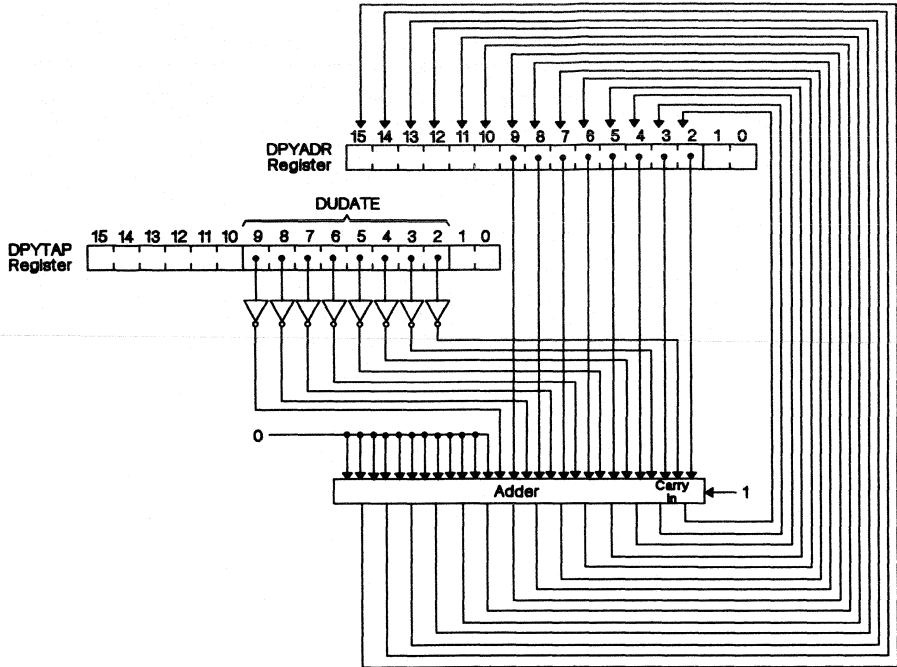 15 14 13 12 11 10 9 8 7 6 5 4 3 2 1 0
DPYADR
Register
DUDATE
15 14 13 12 11 10 9 8 7 6 5 4 3 2 1 0
DPYTAP
Register
0
Adder
Carry
in
1